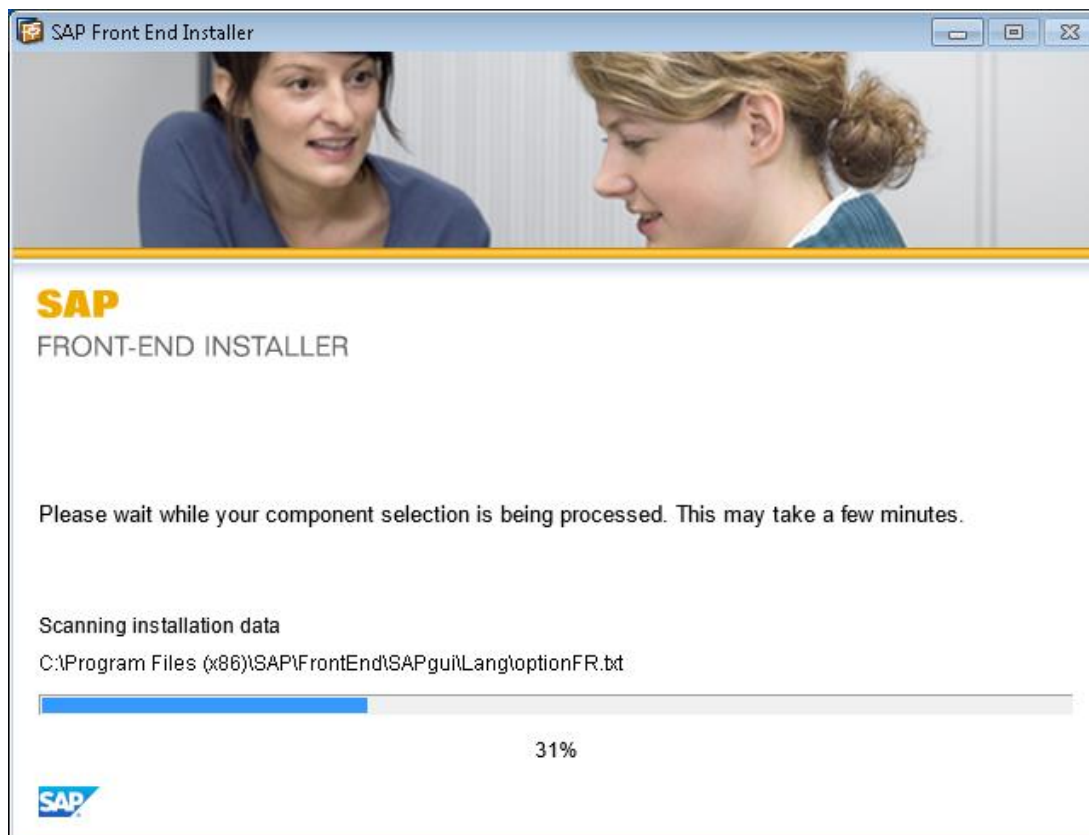 SAP Front End Installer
SAP
FRONT-END INSTALLER
Please wait while your component selection is being processed. This may take a few minutes.
Scanning installation data
C:\Program Files (x86)\SAP\FrontEnd\SAPgui\Lang\optionFR.txt
31%
SAP